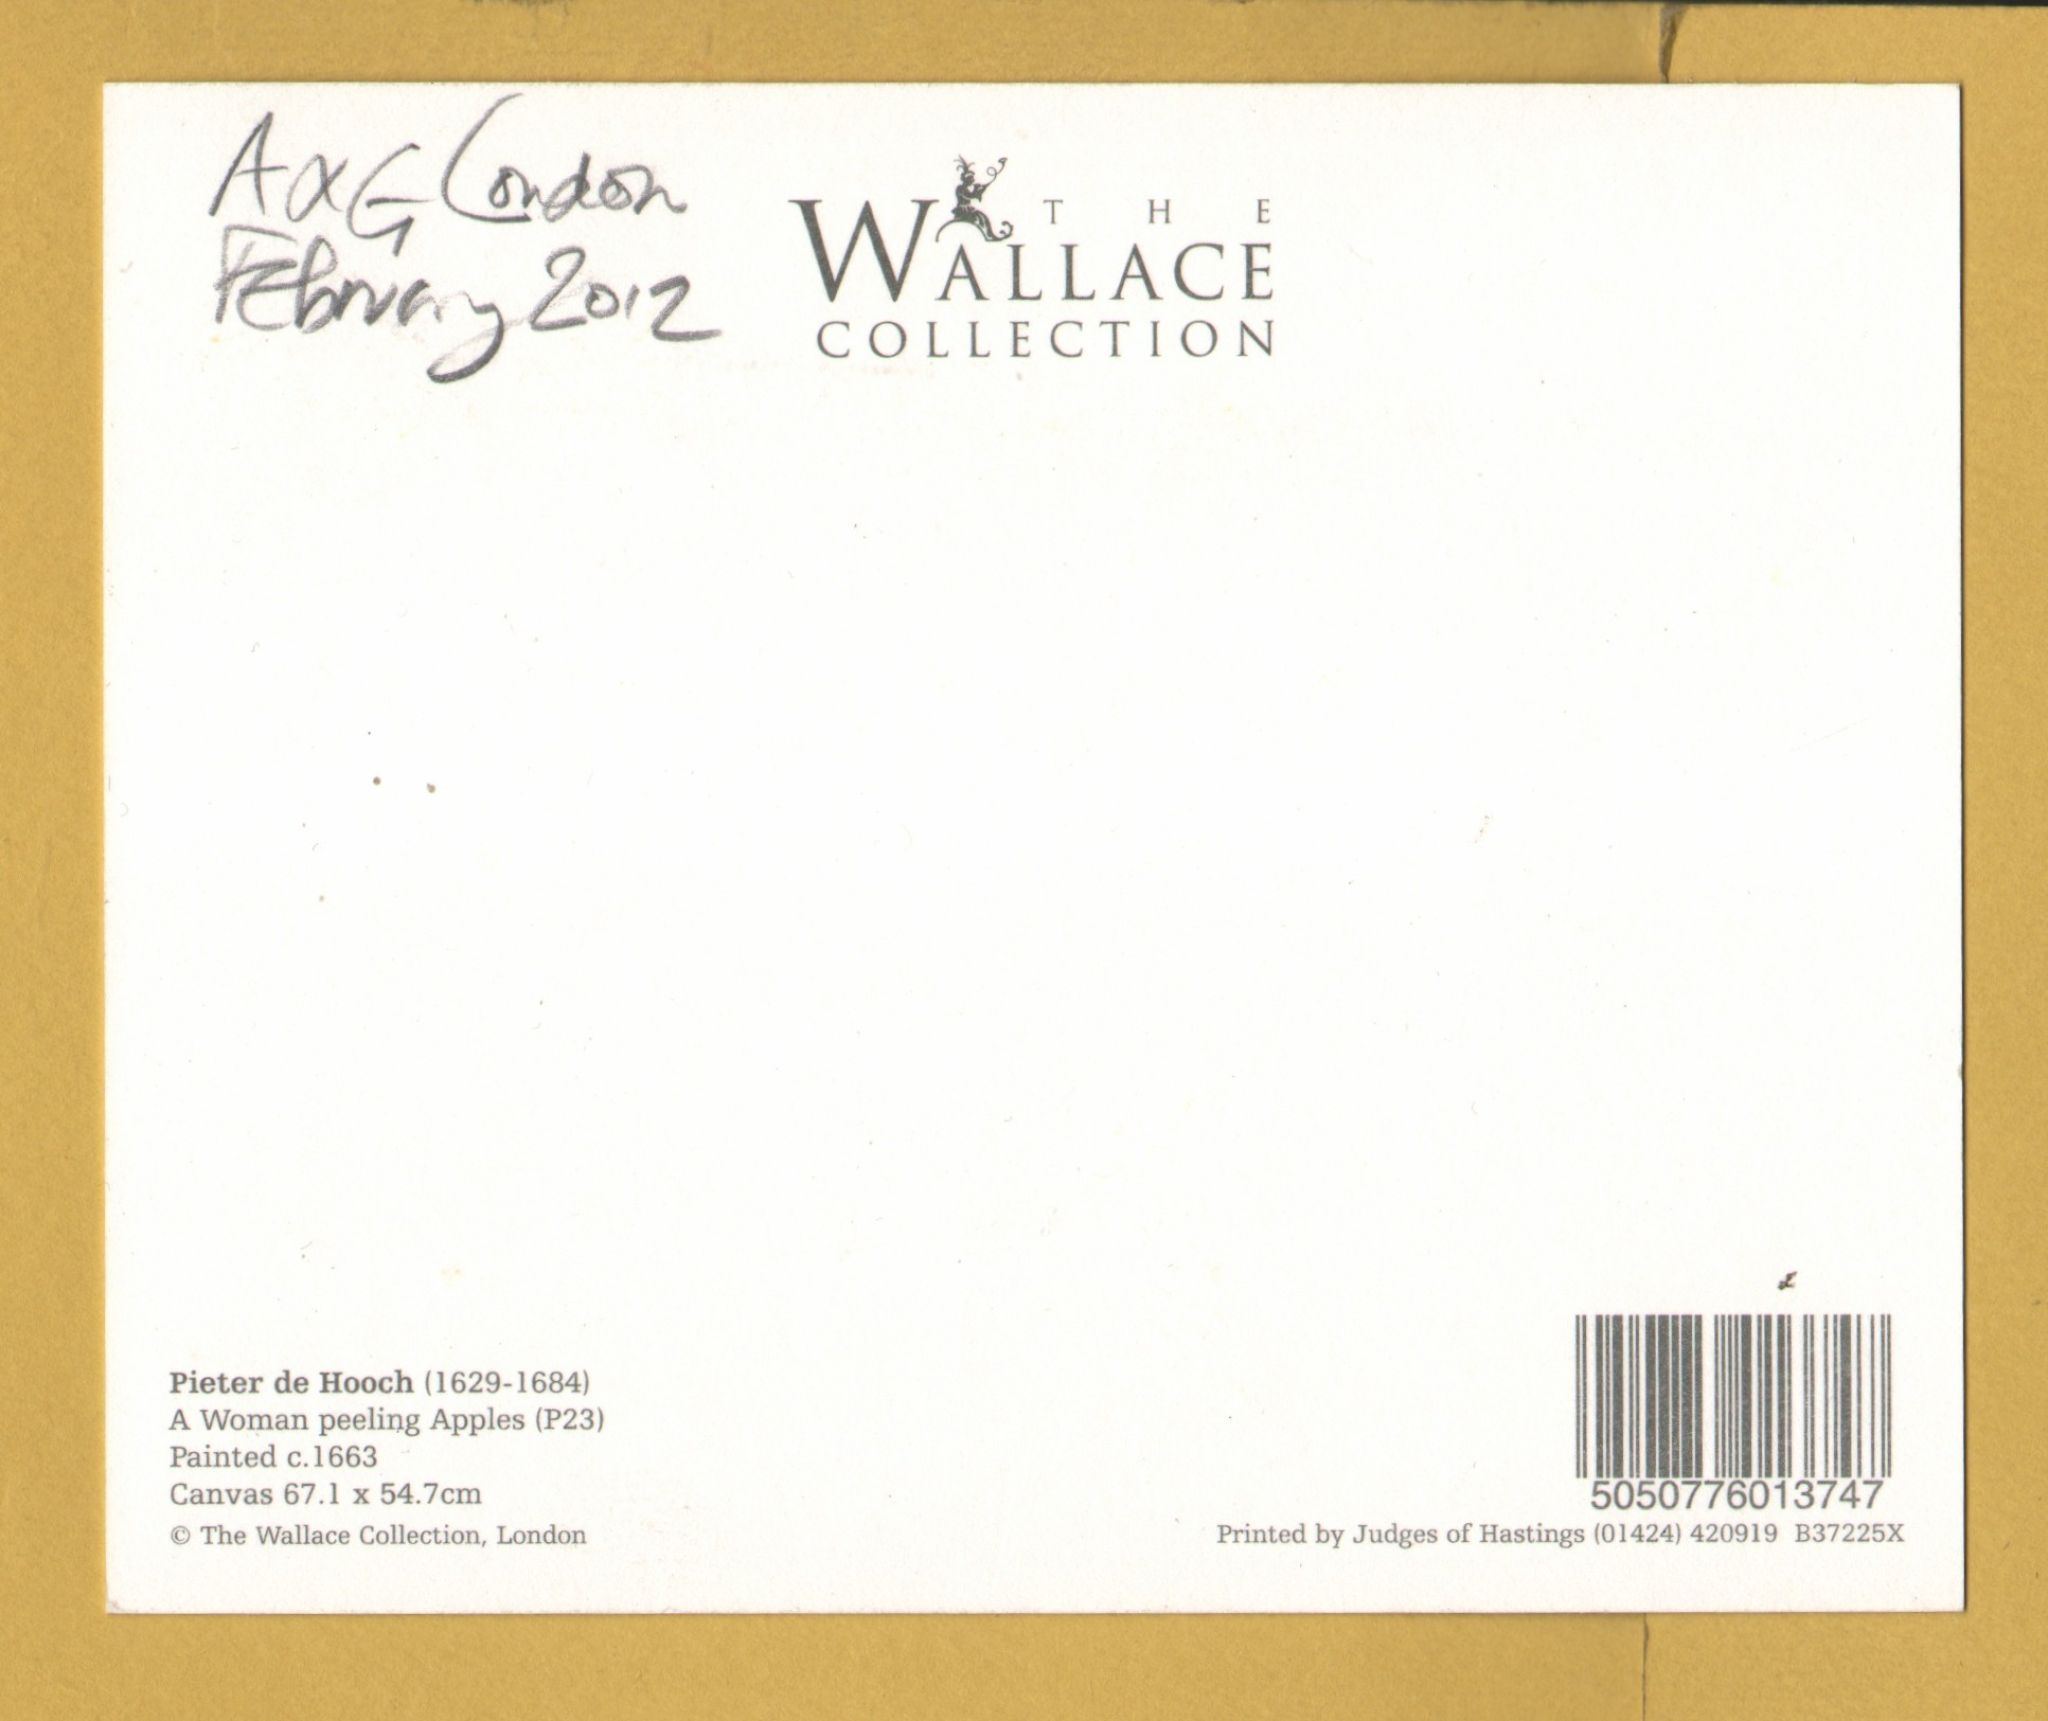 A & G London
February 2012
THE
WALLACE
COLLECTION
Pieter de Hooch (1629-1684)
A Woman peeling Apples (P23)
Painted c.1663
Canvas 67.1 x 54.7cm
© The Wallace Collection, London
5050776013747
Printed by Judges of Hastings (01424) 420919 B37225X